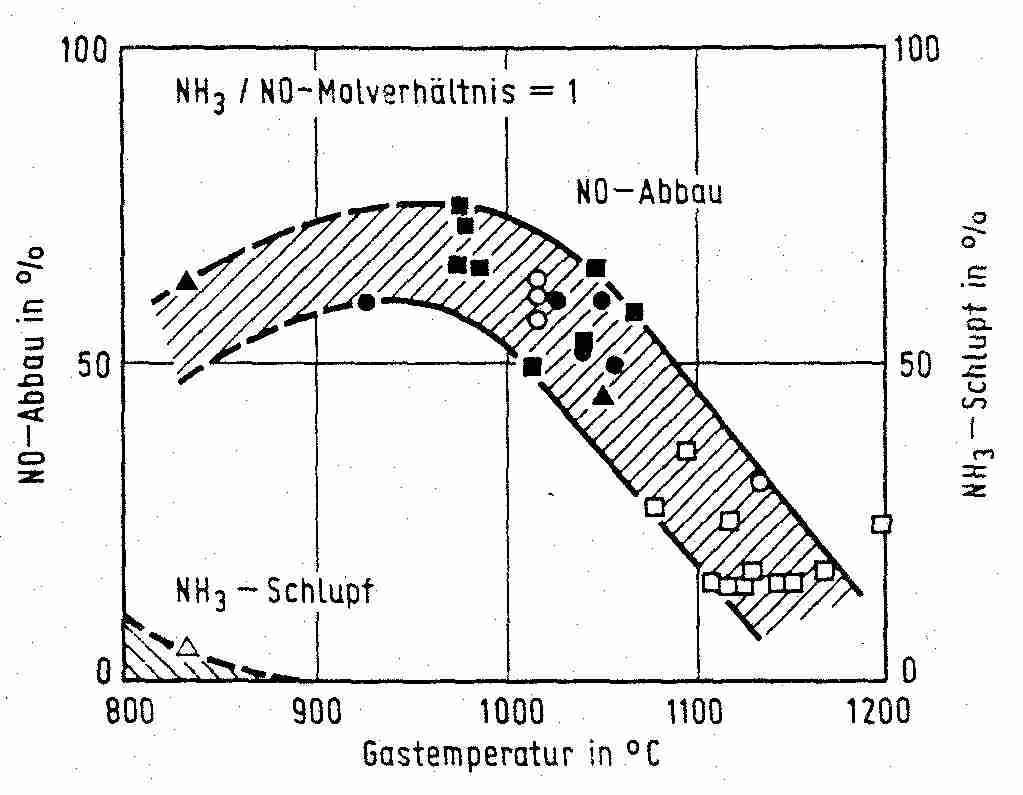 100
100
NH3 / NO-Molverhältnis = 1
NO-Abbau
NO-Abbau in %
NH3-Schlupf in %
50
50
NH3-Schlupf
0
0
800
900
1000
1100
1200
Gastemperatur in °C